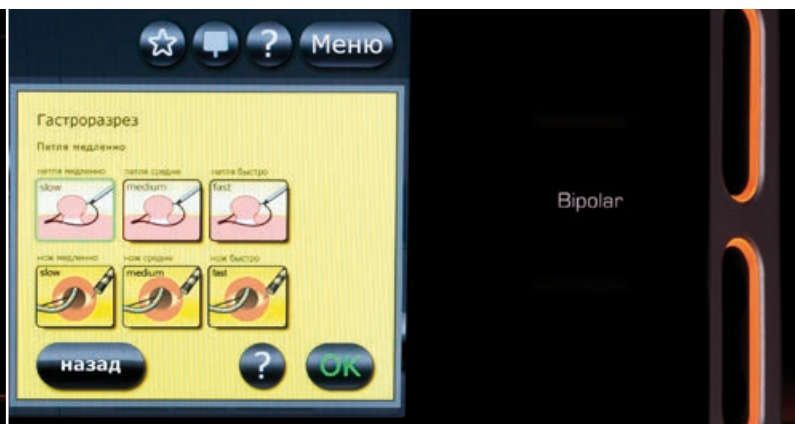 ? Меню
Гастроразрез
Петля медленно
петля медленно петля средне петля быстро
slow medium fast
нож медленно нож средне нож быстро
slow medium fast
назад ? OK
Bipolar